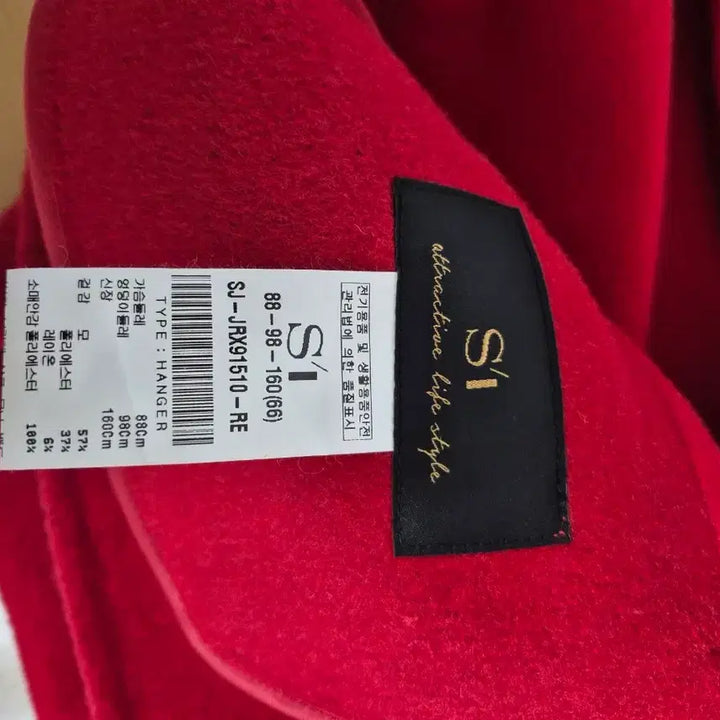 S/I
attractive life style
전기용품 및 생활용품안전
관리법에 의한 품질표시
S/I
88-98-160(66)
SJ-JRX91510-RE
TYPE : HANGER
가슴둘레 88cm
엉덩이둘레 98cm
신장 160cm
겉감 모 57%
폴리에스터 37%
레이온 6%
소매안감 폴리에스터 100%